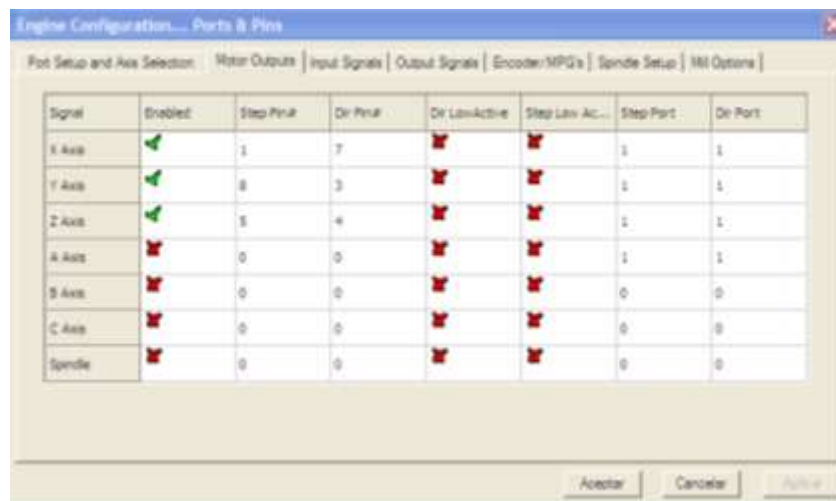 Engine Configuration... Ports & Pins
Port Setup and Axis Selection Motor Outputs Input Signals Output Signals Encoder/MPG's Spindle Setup Mill Options
Signal Enabled Step Pin# Dir Pin# Dir LowActive Step Low Ac... Step Port Dir Port
X Axis 1 7 1 1
Y Axis 8 3 1 1
Z Axis 5 4 1 1
A Axis 0 0 1 1
B Axis 0 0 0 0
C Axis 0 0 0 0
Spindle 0 0 0 0
Aceptar Cancelar